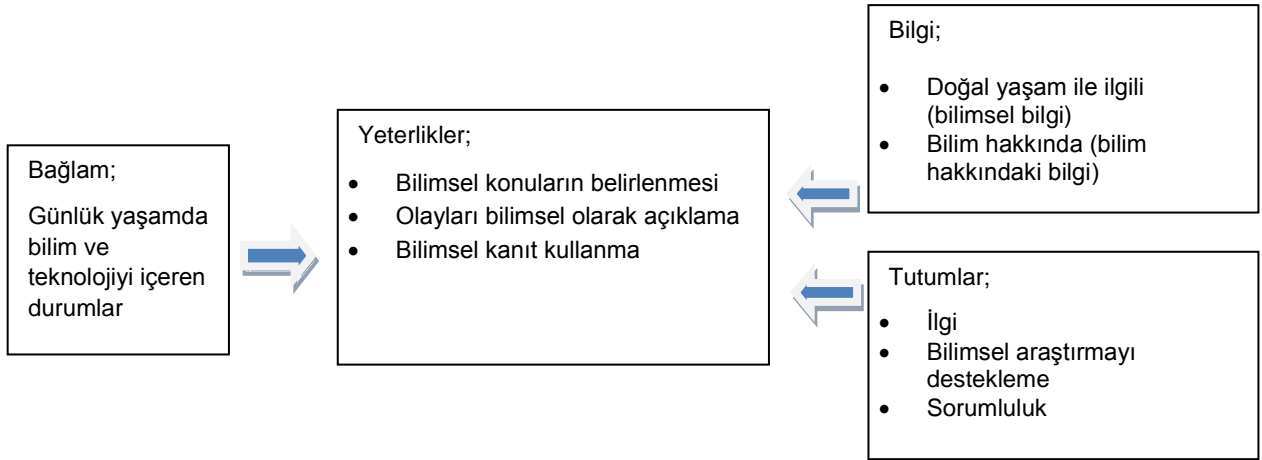 Bağlam;
Günlük yaşamda
bilim ve
teknolojiyi içeren
durumlar
Yeterlikler;
• Bilimsel konuların belirlenmesi
• Olayları bilimsel olarak açıklama
• Bilimsel kanıt kullanma
Bilgi;
• Doğal yaşam ile ilgili
(bilimsel bilgi)
• Bilim hakkında (bilim
hakkındaki bilgi)
Tutumlar;
• İlgi
• Bilimsel araştırmayı
destekleme
• Sorumluluk